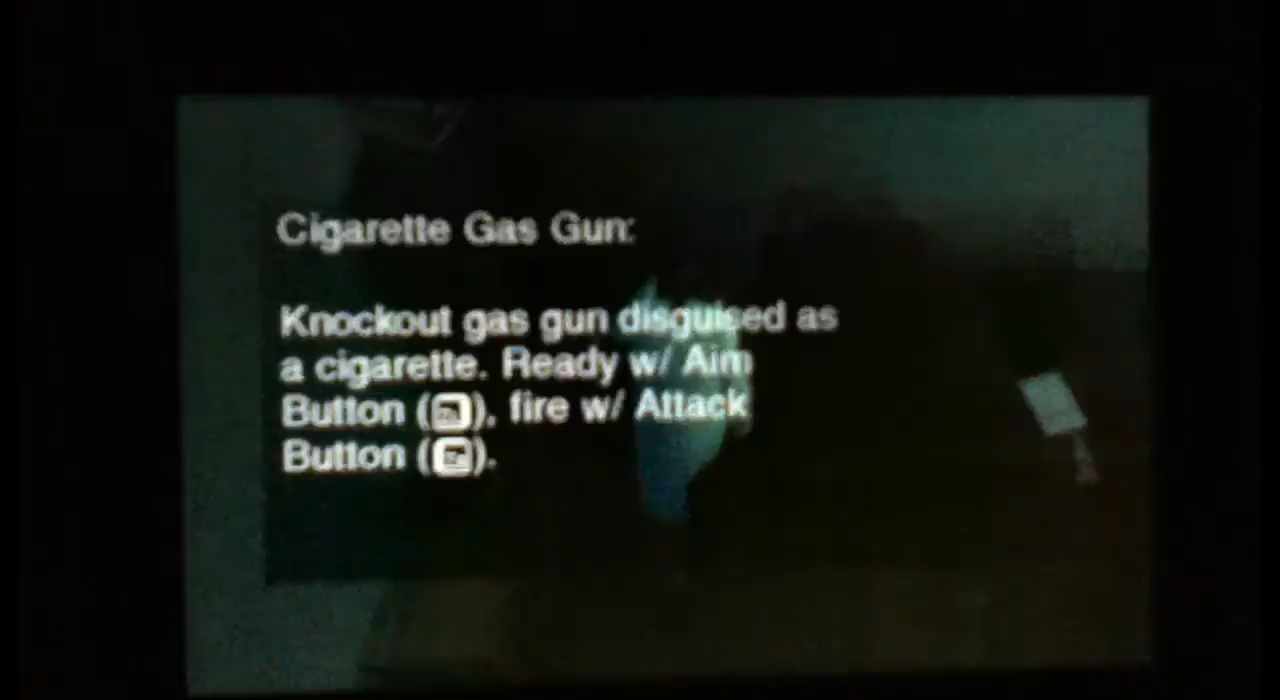 Cigarette Gas Gun:
Knockout gas gun disguised as
a cigarette. Ready w/ Aim
Button (), fire w/ Attack
Button ().